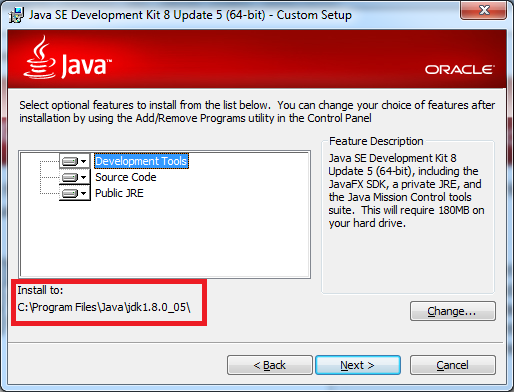 Java SE Development Kit 8 Update 5 (64-bit) - Custom Setup
Java
ORACLE
Select optional features to install from the list below. You can change your choice of features after
installation by using the Add/Remove Programs utility in the Control Panel
Development Tools
Source Code
Public JRE
Feature Description
Java SE Development Kit 8
Update 5 (64-bit), including the
JavaFX SDK, a private JRE, and
the Java Mission Control tools
suite. This will require 180MB on
your hard drive.
Install to:
C:\Program Files\Java\jdk1.8.0_05\
Change...
< Back
Next >
Cancel